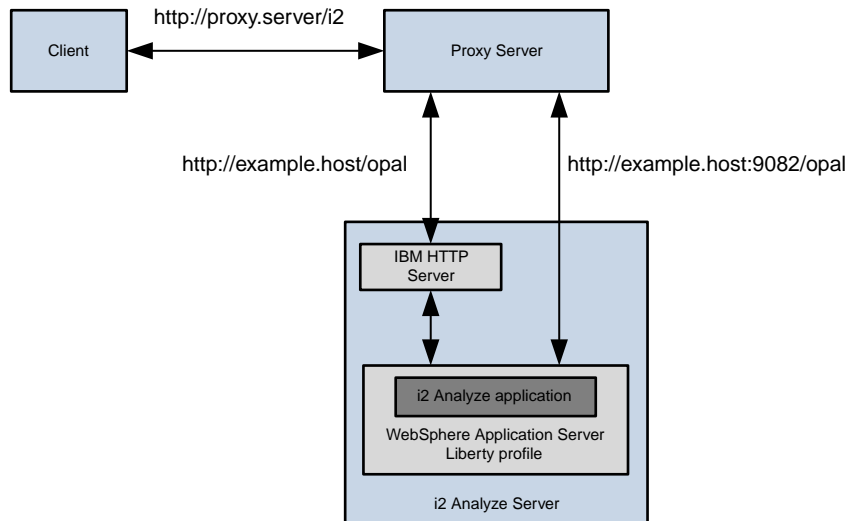 http://proxy.server/i2
Client
Proxy Server
http://example.host/opal
http://example.host:9082/opal
IBM HTTP
Server
i2 Analyze application
WebSphere Application Server
Liberty profile
i2 Analyze Server